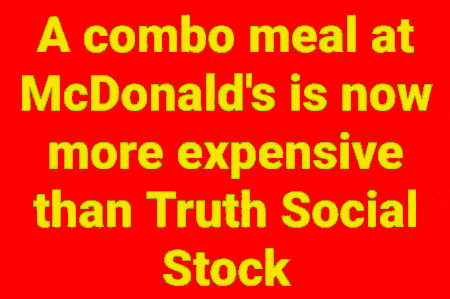 A combo meal at
McDonald's is now
more expensive
than Truth Social
Stock